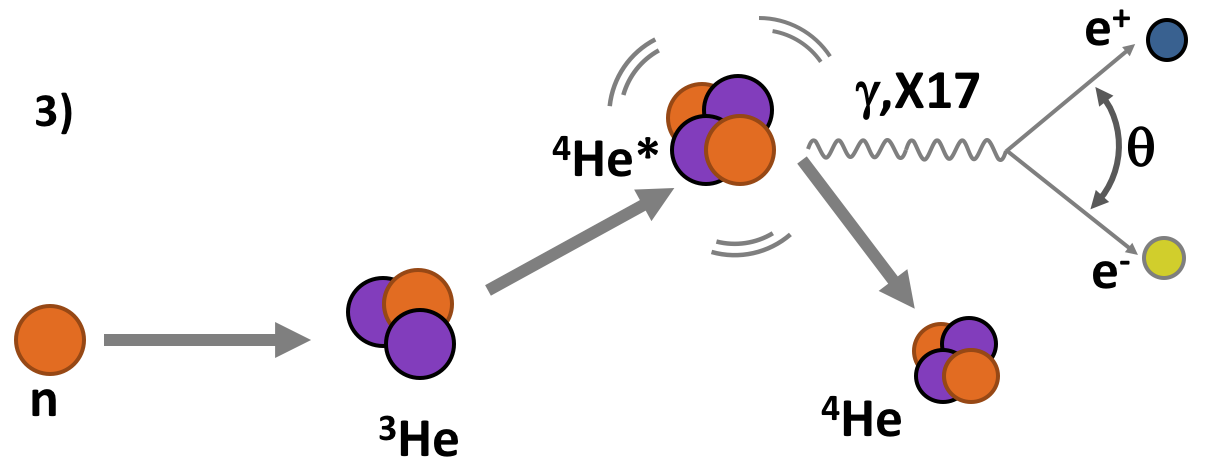 3)
n
³He
⁴He*
γ,X17
e⁺
θ
e⁻
⁴He